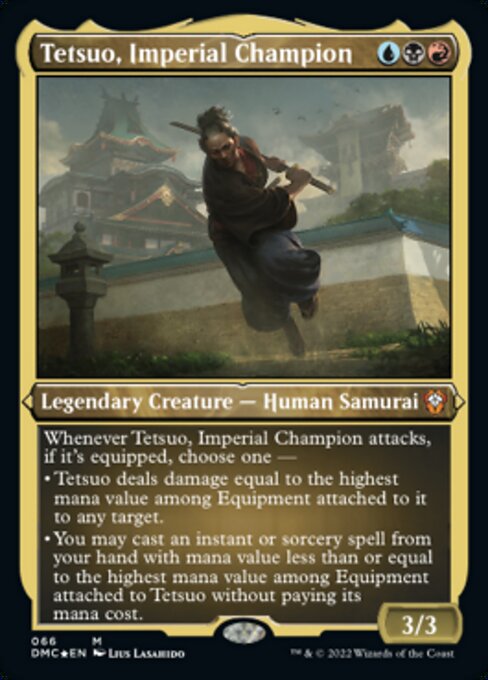 Tetsuo, Imperial Champion
Legendary Creature — Human Samurai
Whenever Tetsuo, Imperial Champion attacks,
if it's equipped, choose one —
• Tetsuo deals damage equal to the highest
mana value among Equipment attached to it
to any target.
• You may cast an instant or sorcery spell from
your hand with mana value less than or equal
to the highest mana value among Equipment
attached to Tetsuo without paying its
mana cost.
3/3
066 M
DMC★EN Lius Lasahido
™ & © 2022 Wizards of the Coast